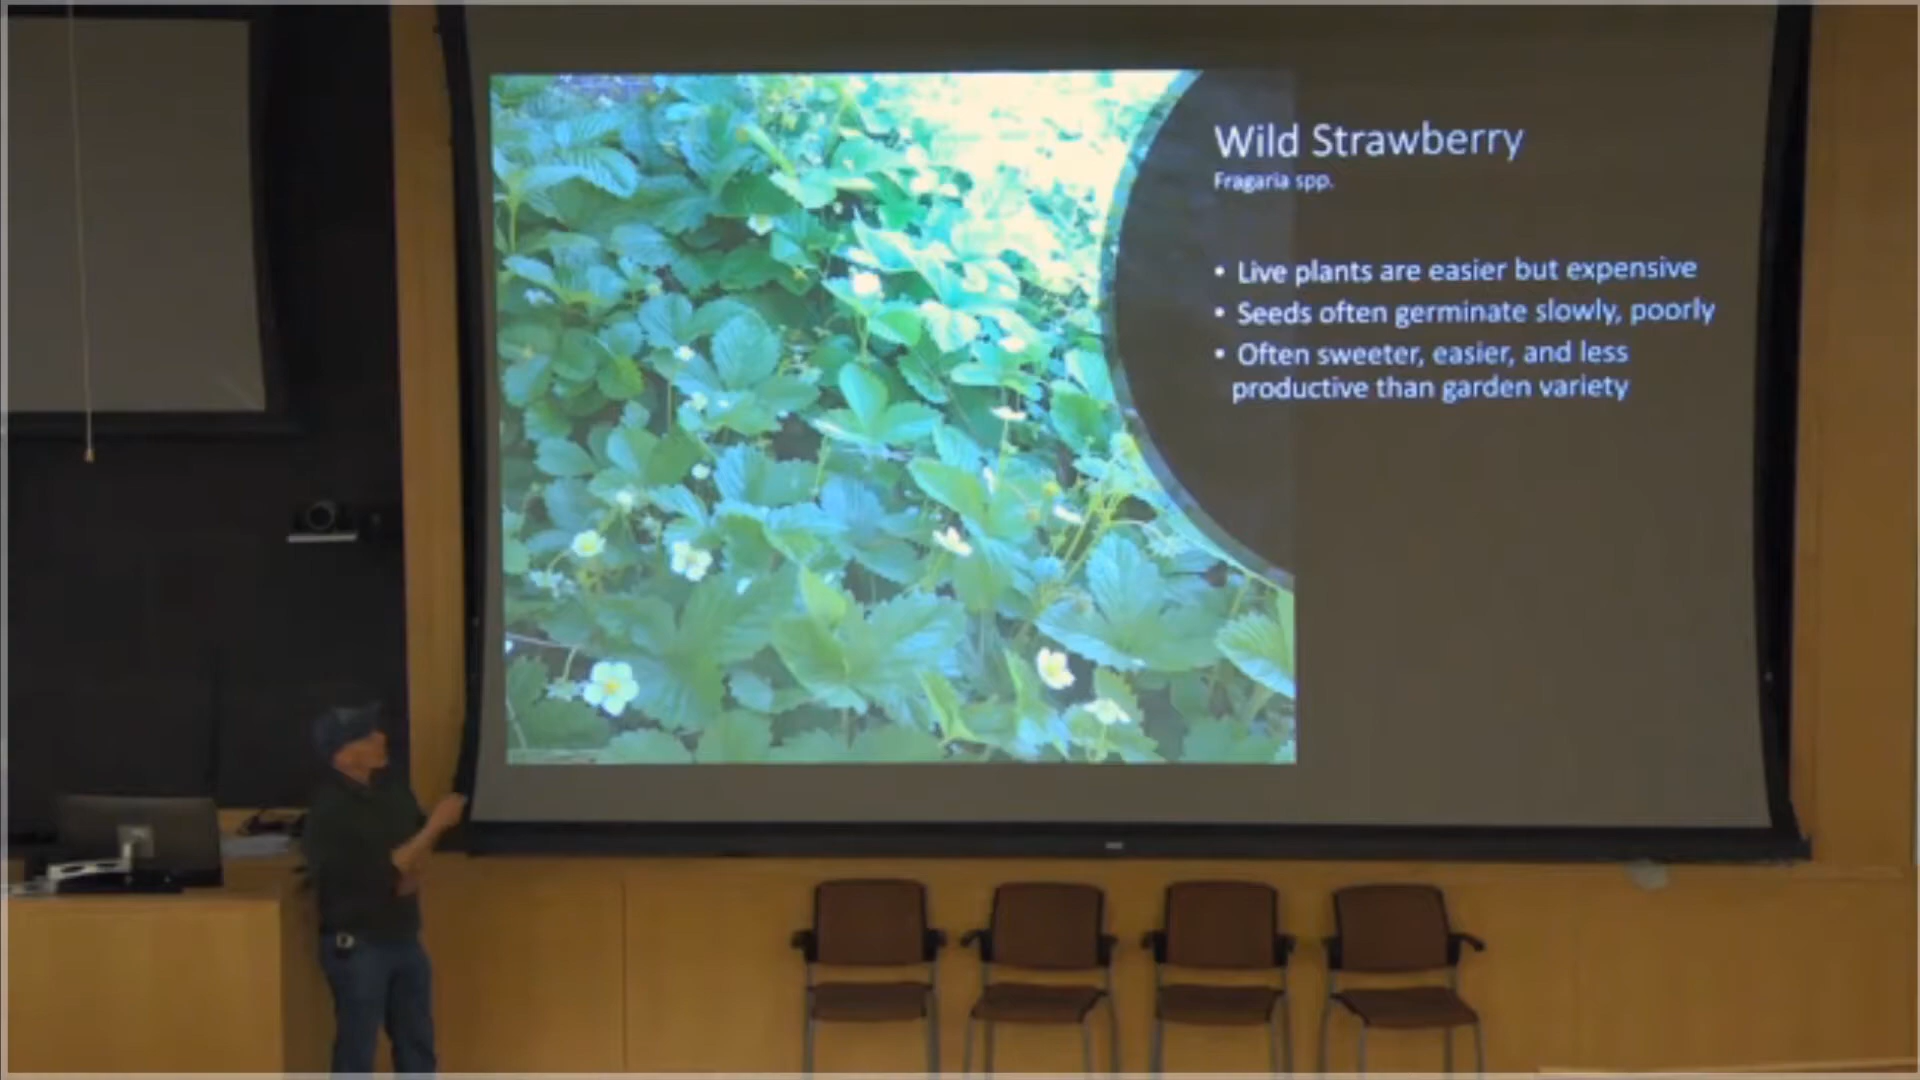 Wild Strawberry
Fragaria spp.
• Live plants are easier but expensive
• Seeds often germinate slowly, poorly
• Often sweeter, easier, and less
productive than garden variety